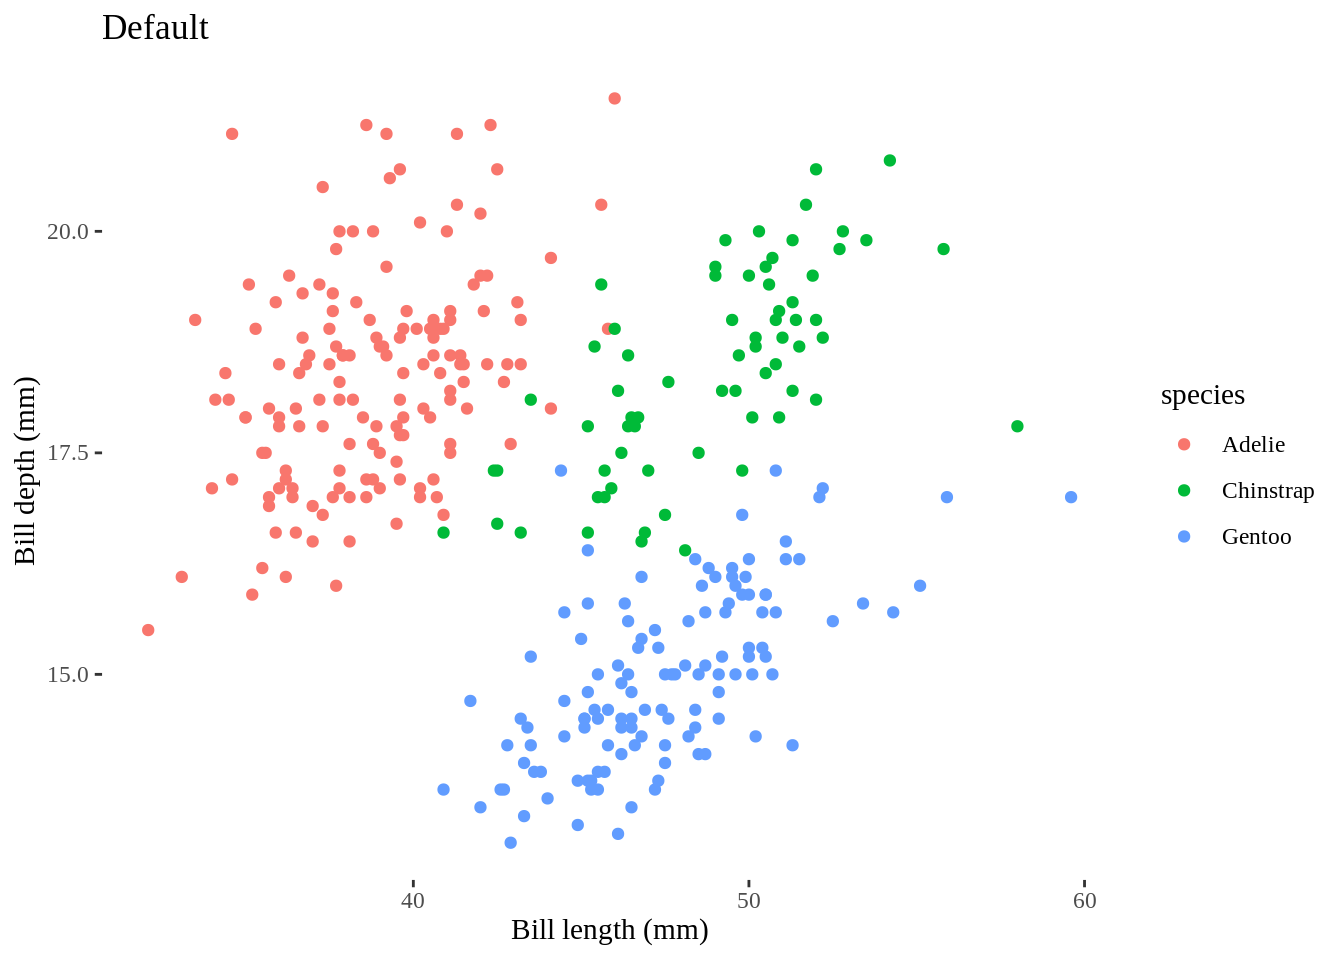 Default
20.0
17.5
15.0
Bill depth (mm)
40
50
60
Bill length (mm)
species
Adelie
Chinstrap
Gentoo